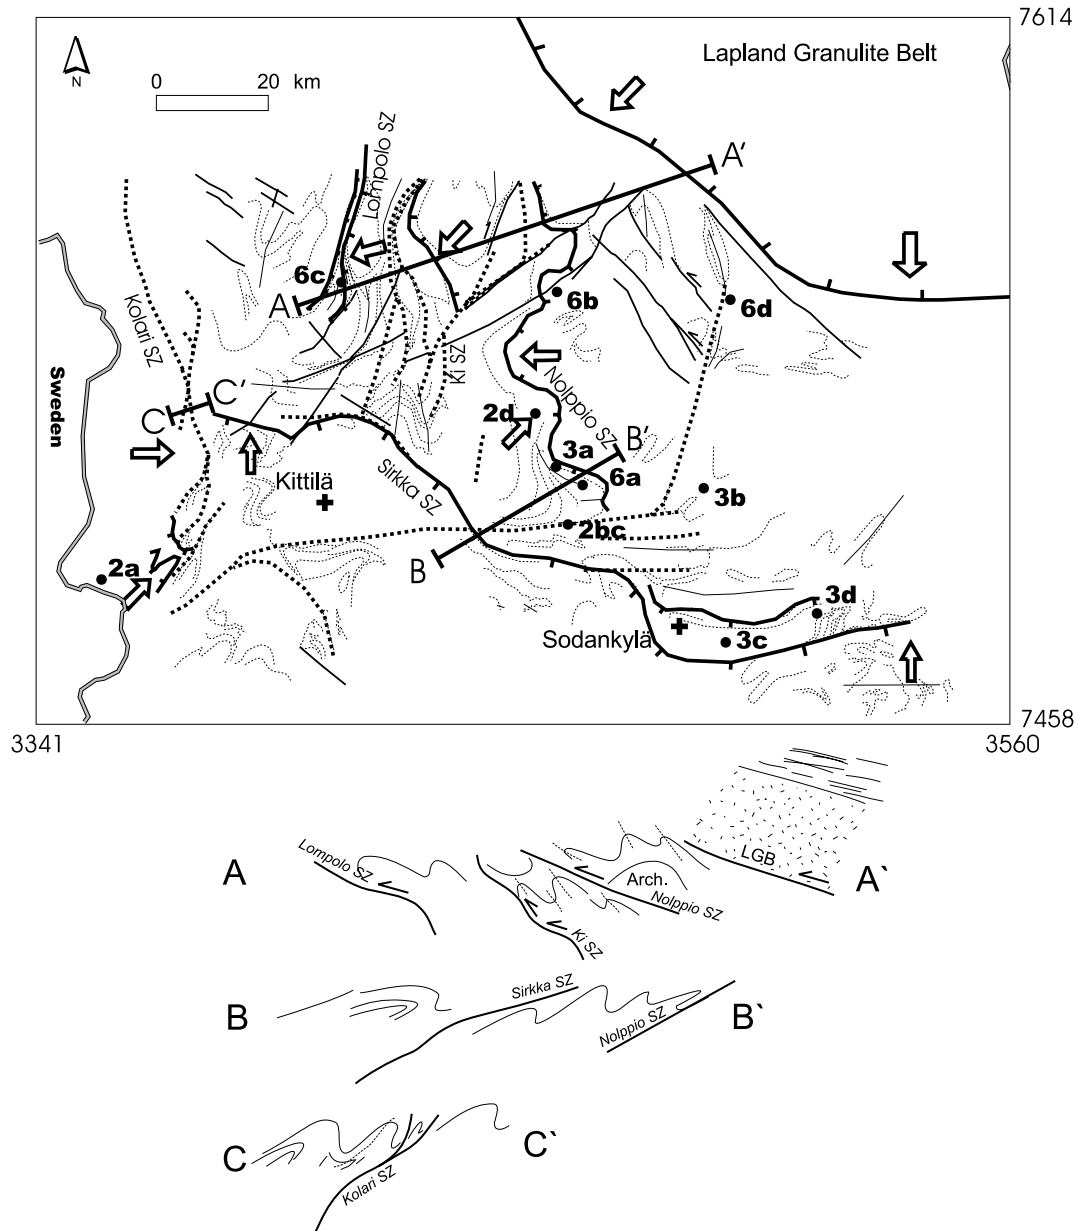 7614
Lapland Granulite Belt
N
0 20 km
Lompolo SZ
A'
6c
A
6b
6d
Kolari SZ
Ki SZ
Sweden
C'
C
Nolppio SZ
2d
B'
3a
6a
3b
Kittilä
Sirkka SZ
2bc
B
2a
3d
Sodankylä
3c
7458
3341
3560
Lompolo SZ
A
LGB
A`
Arch.
Nolppio SZ
Ki SZ
Sirkka SZ
B
B`
Nolppio SZ
C
C`
Kolari SZ